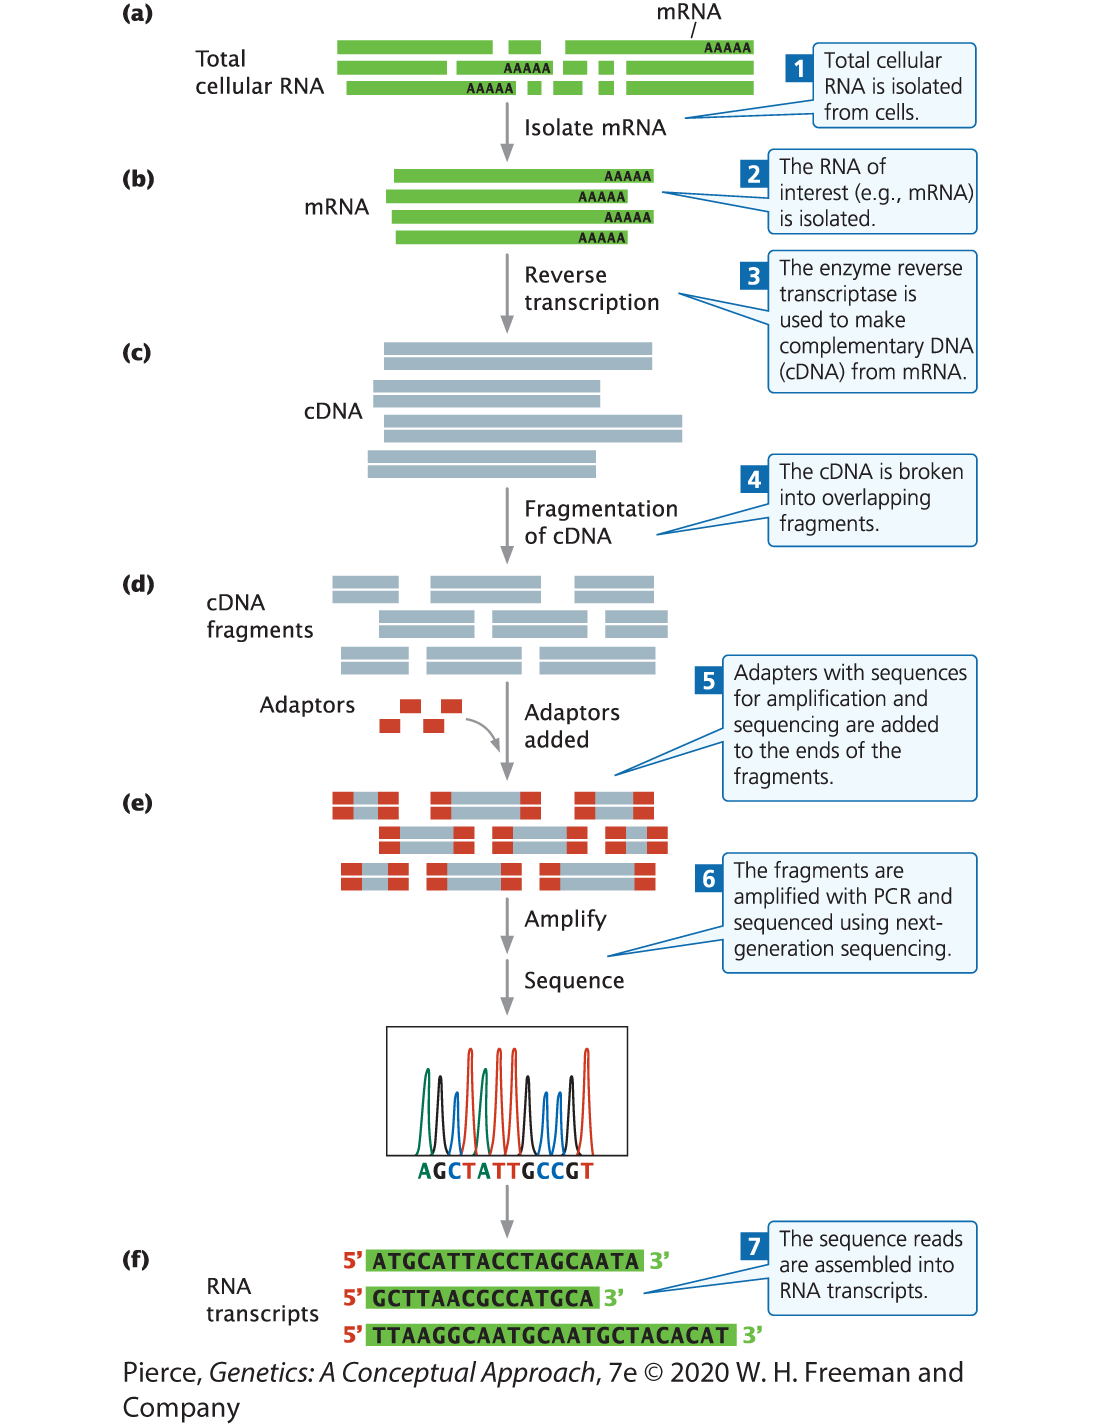 (a)
mRNA
Total
cellular RNA
AAAAA
AAAAA
AAAAA
1
Total cellular
RNA is isolated
from cells.
Isolate mRNA
(b)
mRNA
AAAAA
AAAAA
AAAAA
AAAAA
2
The RNA of
interest (e.g., mRNA)
is isolated.
Reverse
transcription
3
The enzyme reverse
transcriptase is
used to make
complementary DNA
(cDNA) from mRNA.
(c)
cDNA
Fragmentation
of cDNA
4
The cDNA is broken
into overlapping
fragments.
(d)
cDNA
fragments
Adaptors
Adaptors
added
5
Adapters with sequences
for amplification and
sequencing are added
to the ends of the
fragments.
(e)
Amplify
6
The fragments are
amplified with PCR and
sequenced using next-
generation sequencing.
Sequence
AGCTATTGCCGT
(f)
RNA
transcripts
5’ ATGCATTACCTAGCAATA 3’
5’ GCTTAACGCCATGCA 3’
5’ TTAAGGCAATGCAATGCTACACAT 3’
7
The sequence reads
are assembled into
RNA transcripts.
Pierce, Genetics: A Conceptual Approach, 7e © 2020 W. H. Freeman and
Company